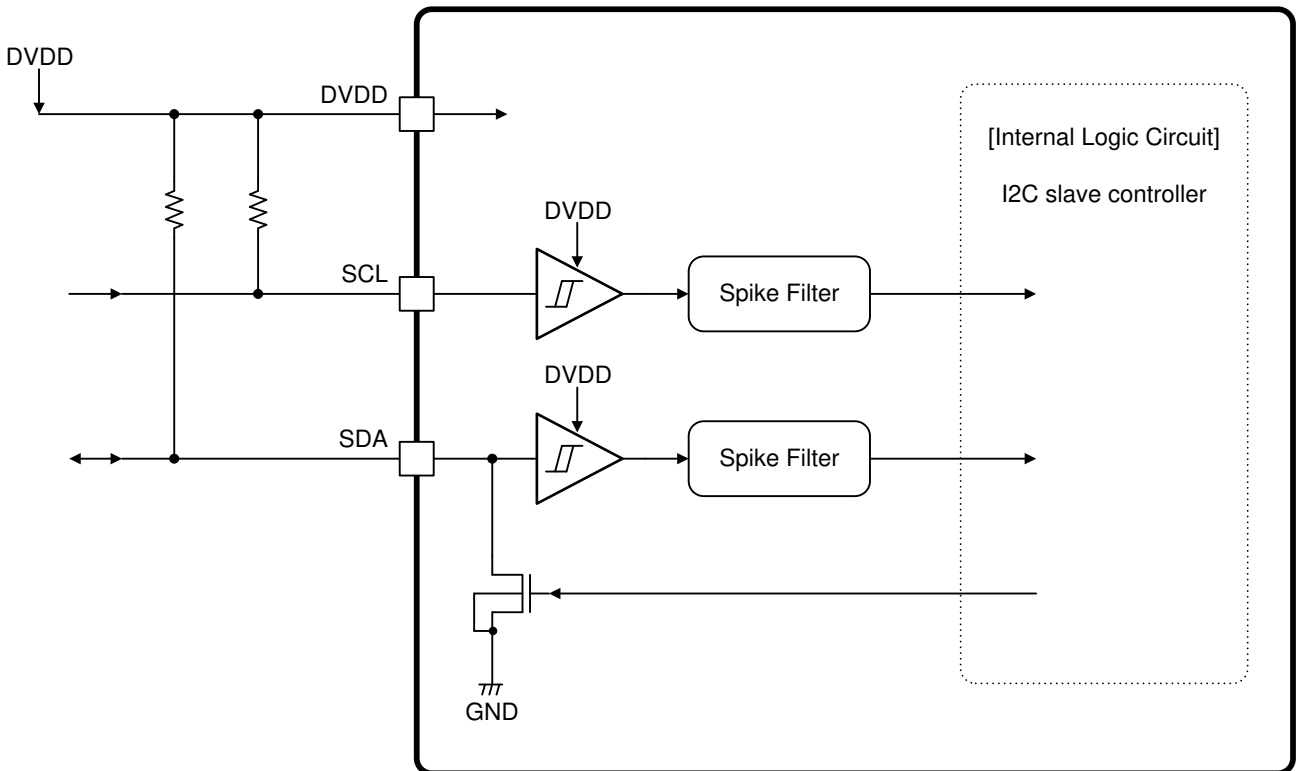 DVDD
DVDD
[Internal Logic Circuit]
I2C slave controller
DVDD
SCL
Spike Filter
DVDD
SDA
Spike Filter
GND